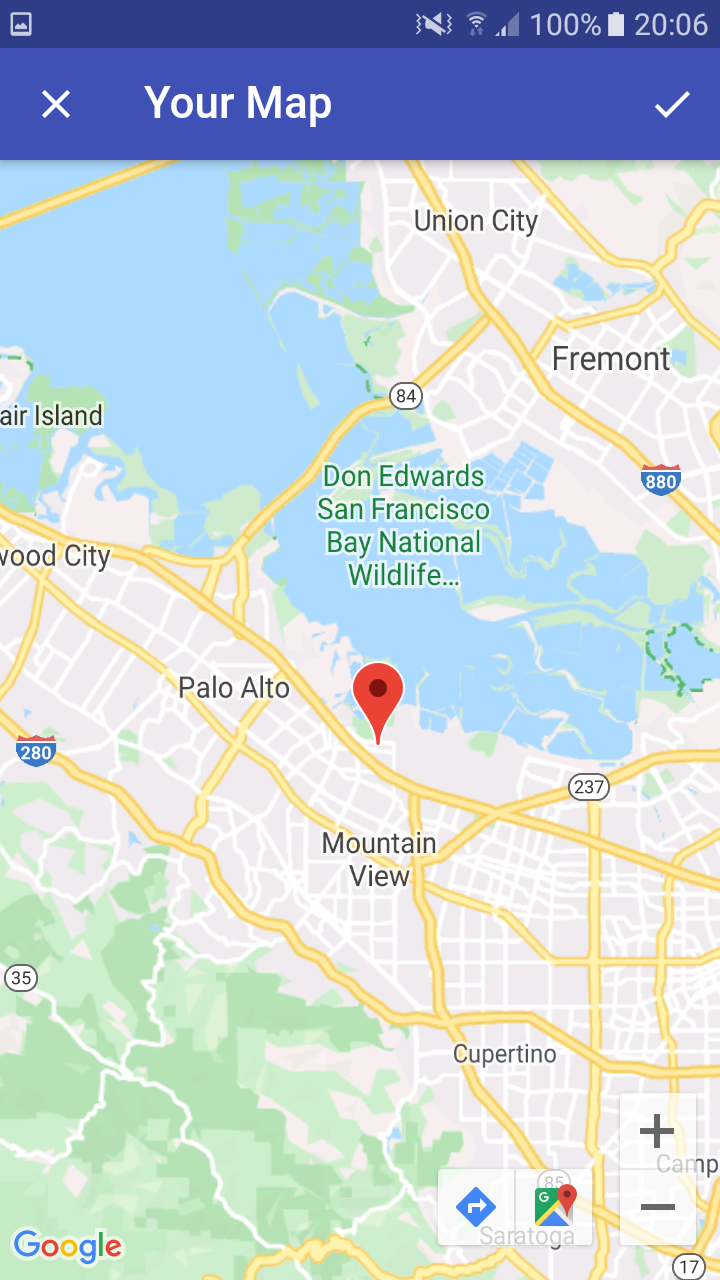 100% 20:06
Your Map
Union City
Fremont
84
air Island
880
Don Edwards
San Francisco
Bay National
Wildlife...
wood City
Palo Alto
280
237
Mountain
View
35
Cupertino
+
Camp
85
G
−
Saratoga
Google
17